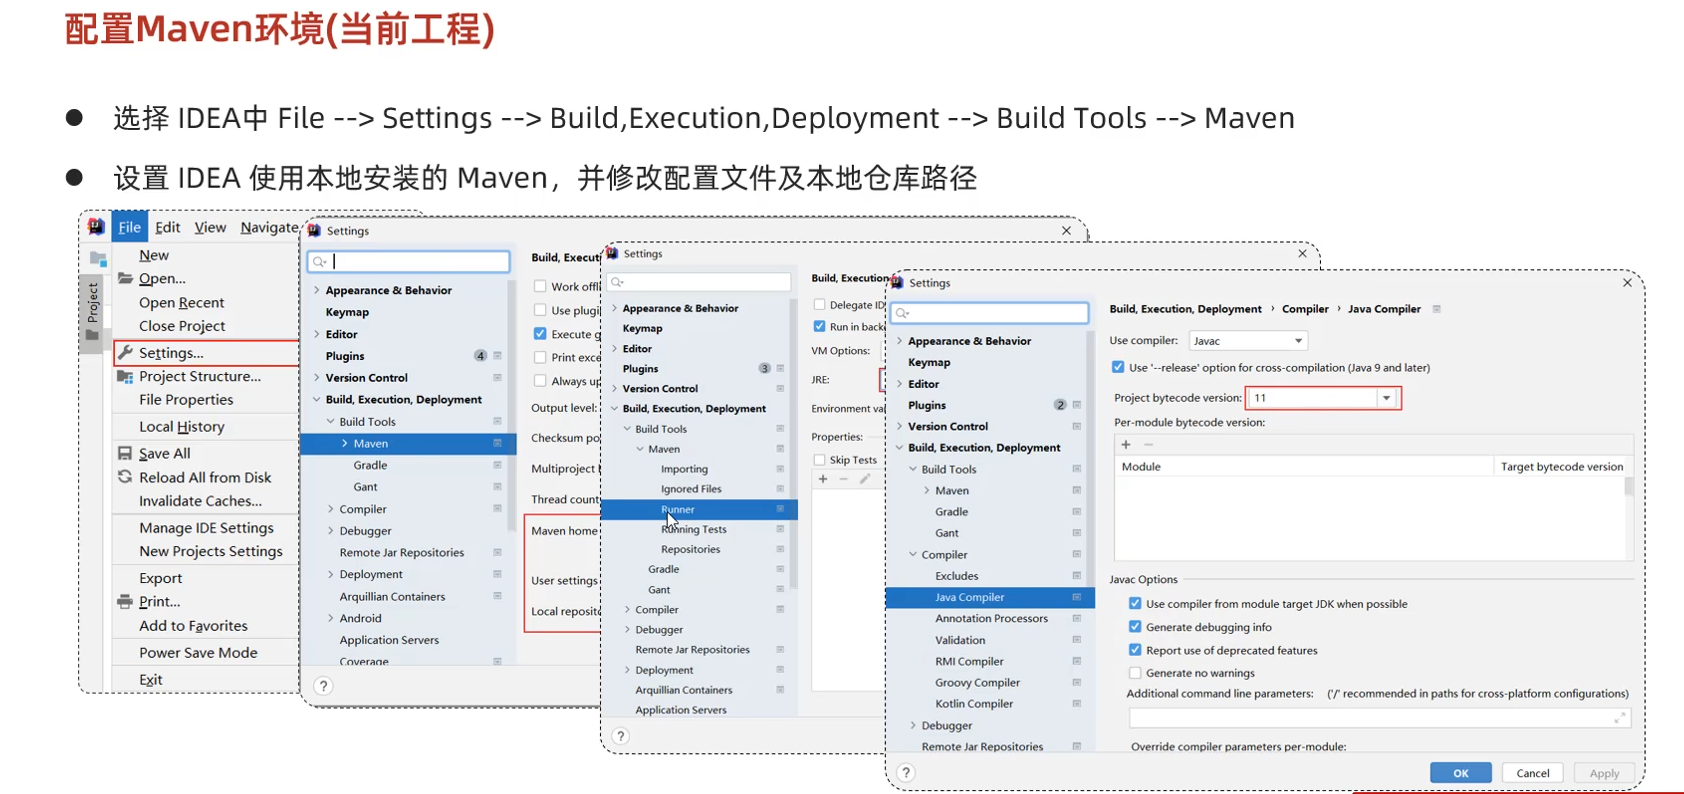 配置Maven环境(当前工程)
● 选择 IDEA中 File --> Settings --> Build,Execution,Deployment --> Build Tools --> Maven
● 设置 IDEA 使用本地安装的 Maven，并修改配置文件及本地仓库路径
File Edit View Navigate
Project
New
Open...
Open Recent
Close Project
Settings...
Project Structure...
File Properties
Local History
Save All
Reload All from Disk
Invalidate Caches...
Manage IDE Settings
New Projects Settings
Export
Print...
Add to Favorites
Power Save Mode
Exit
Settings
Appearance & Behavior
Keymap
Editor
Plugins 4
Version Control
Build, Execution, Deployment
Build Tools
Maven
Gradle
Gant
Compiler
Debugger
Remote Jar Repositories
Deployment
Arquillian Containers
Android
Application Servers
Coverage
?
Build, Execut
Work offl
Use plugi
Execute g
Print exce
Always up
Output level:
Checksum po
Multiproject
Thread count
Maven home
User settings
Local reposito
Settings
Appearance & Behavior
Keymap
Editor
Plugins 3
Version Control
Build, Execution, Deployment
Build Tools
Maven
Importing
Ignored Files
Runner
Running Tests
Repositories
Gradle
Gant
Compiler
Debugger
Remote Jar Repositories
Deployment
Arquillian Containers
Application Servers
?
Build, Execution
Delegate ID
Run in back
VM Options:
JRE:
Environment va
Properties:
Skip Tests
Settings
Appearance & Behavior
Keymap
Editor
Plugins 2
Version Control
Build, Execution, Deployment
Build Tools
Maven
Gradle
Gant
Compiler
Excludes
Java Compiler
Annotation Processors
Validation
RMI Compiler
Groovy Compiler
Kotlin Compiler
Debugger
Remote Jar Repositories
?
Build, Execution, Deployment › Compiler › Java Compiler
Use compiler: Javac
Use '--release' option for cross-compilation (Java 9 and later)
Project bytecode version: 11
Per-module bytecode version:
Module Target bytecode version
Javac Options
Use compiler from module target JDK when possible
Generate debugging info
Report use of deprecated features
Generate no warnings
Additional command line parameters: ('/' recommended in paths for cross-platform configurations)
Override compiler parameters per-module:
OK Cancel Apply